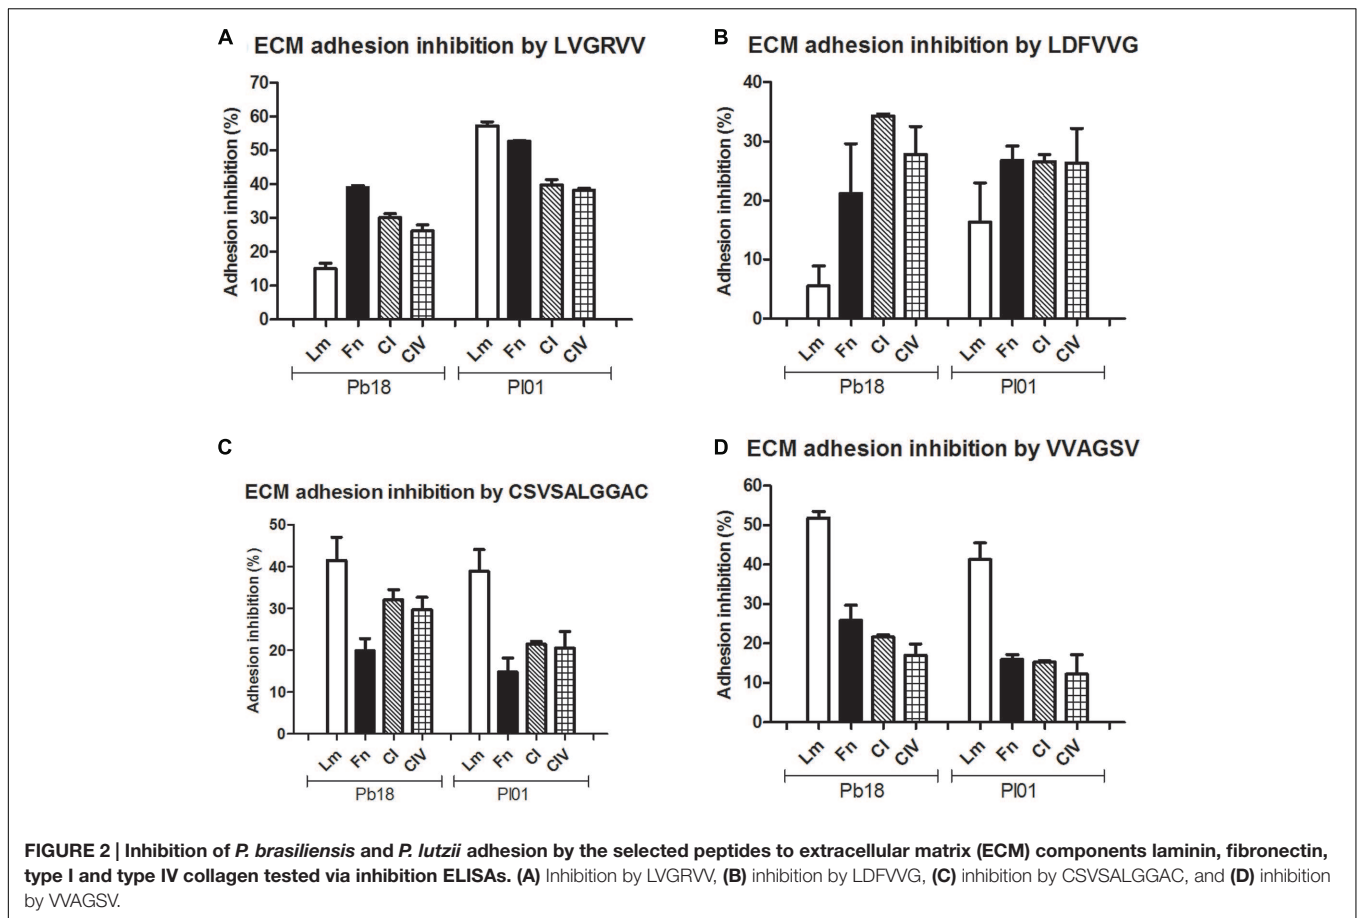 A ECM adhesion inhibition by LVGRVV
Adhesion inhibition (%)
70
60
50
40
30
20
10
0
Lm Fn CI CIV Lm Fn CI CIV
Pb18 Pl01
B ECM adhesion inhibition by LDFVVG
Adhesion inhibition (%)
40
30
20
10
0
Lm Fn CI CIV Lm Fn CI CIV
Pb18 Pl01
C
ECM adhesion inhibition by CSVSALGGAC
Adhesion inhibition (%)
50
40
30
20
10
0
Lm Fn CI CIV Lm Fn CI CIV
Pb18 Pl01
D ECM adhesion inhibition by VVAGSV
Adhesion inhibition (%)
60
50
40
30
20
10
0
Lm Fn CI CIV Lm Fn CI CIV
Pb18 Pl01
FIGURE 2 | Inhibition of P. brasiliensis and P. lutzii adhesion by the selected peptides to extracellular matrix (ECM) components laminin, fibronectin,
type I and type IV collagen tested via inhibition ELISAs. (A) Inhibition by LVGRVV, (B) inhibition by LDFVVG, (C) inhibition by CSVSALGGAC, and (D) inhibition
by VVAGSV.